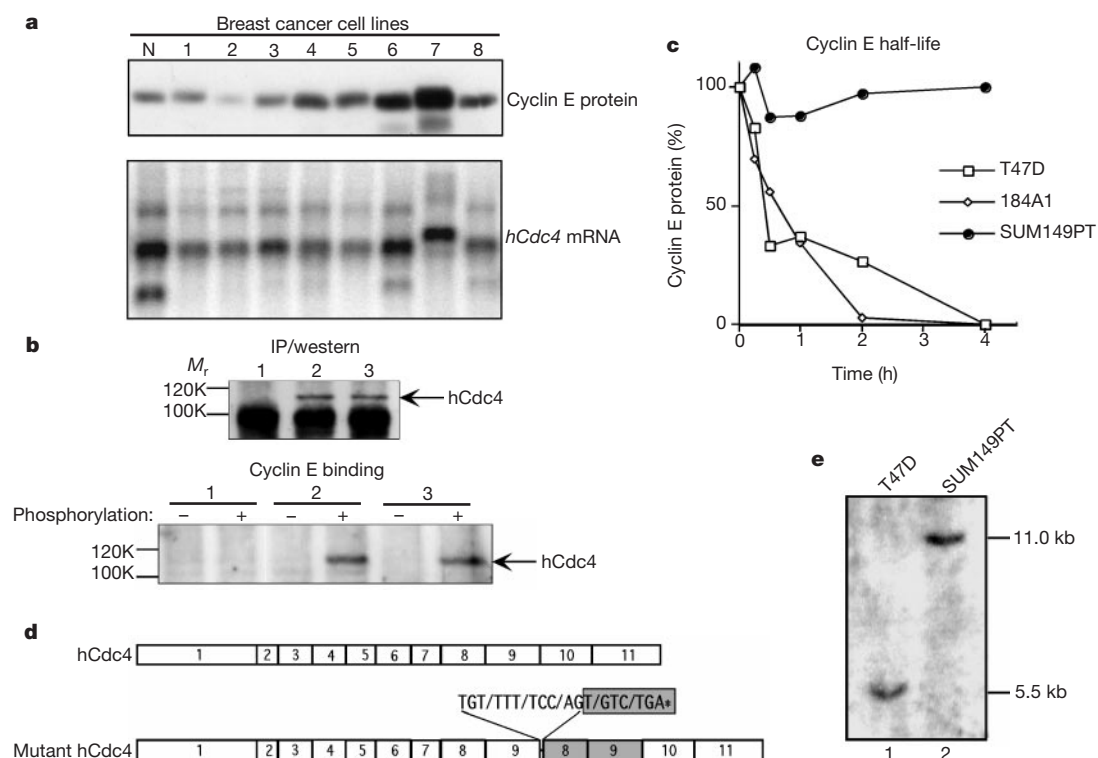 a
Breast cancer cell lines
N 1 2 3 4 5 6 7 8
Cyclin E protein
hCdc4 mRNA
b
IP/western
Mr 1 2 3
120K
100K
hCdc4
Cyclin E binding
1 2 3
Phosphorylation: – + – + – +
120K
100K
hCdc4
c
Cyclin E half-life
100
50
0
Cyclin E protein (%)
0 1 2 3 4
Time (h)
T47D
184A1
SUM149PT
d
hCdc4 1 2 3 4 5 6 7 8 9 10 11
TGT/TTT/TCC/AGT/GTC/TGA*
Mutant hCdc4 1 2 3 4 5 6 7 8 9 8 9 10 11
e
T47D SUM149PT
11.0 kb
5.5 kb
1 2